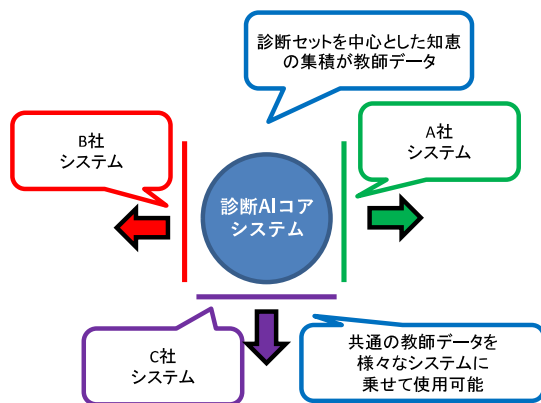 診断セットを中心とした知恵
の集積が教師データ
B社
システム
A社
システム
診断AIコア
システム
C社
システム
共通の教師データを
様々なシステムに
乗せて使用可能